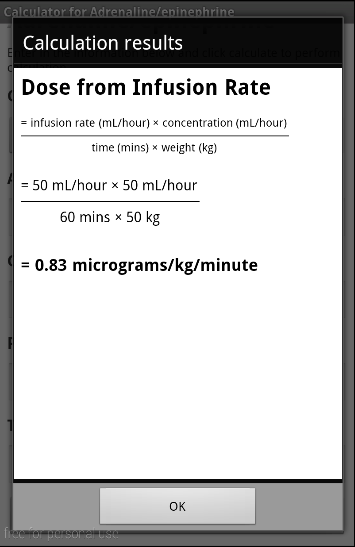 Calculator for Adrenaline/epinephrine
Calculation results
Dose from Infusion Rate
= infusion rate (mL/hour) × concentration (mL/hour)
time (mins) × weight (kg)
= 50 mL/hour × 50 mL/hour
60 mins × 50 kg
= 0.83 micrograms/kg/minute
OK
free for personal use